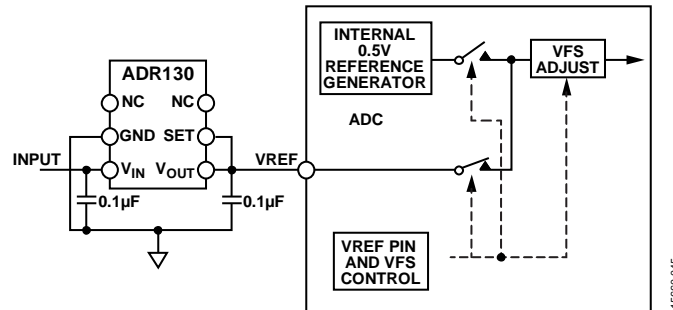 INTERNAL
0.5V
REFERENCE
GENERATOR
VFS
ADJUST
ADR130
NC
NC
ADC
GND
SET
INPUT
VIN
VOUT
VREF
0.1µF
0.1µF
VREF PIN
AND VFS
CONTROL